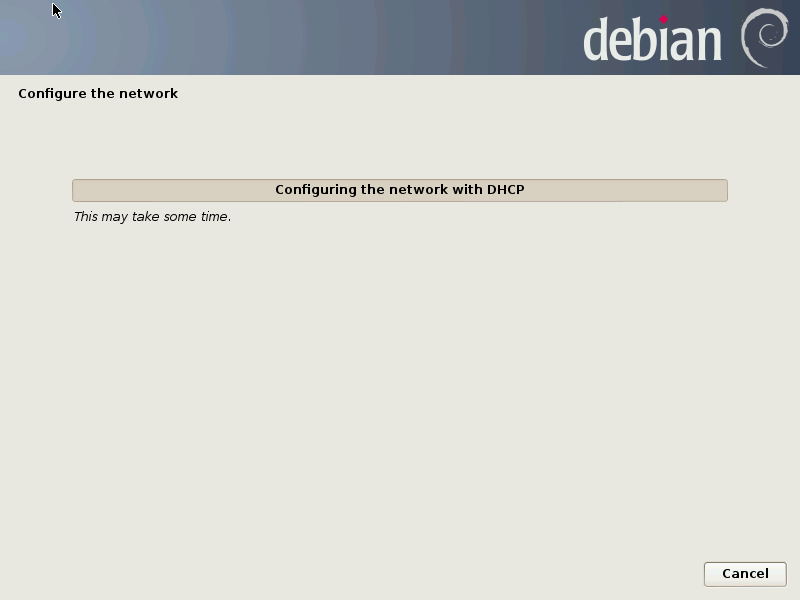 debian
Configure the network
Configuring the network with DHCP
This may take some time.
Cancel